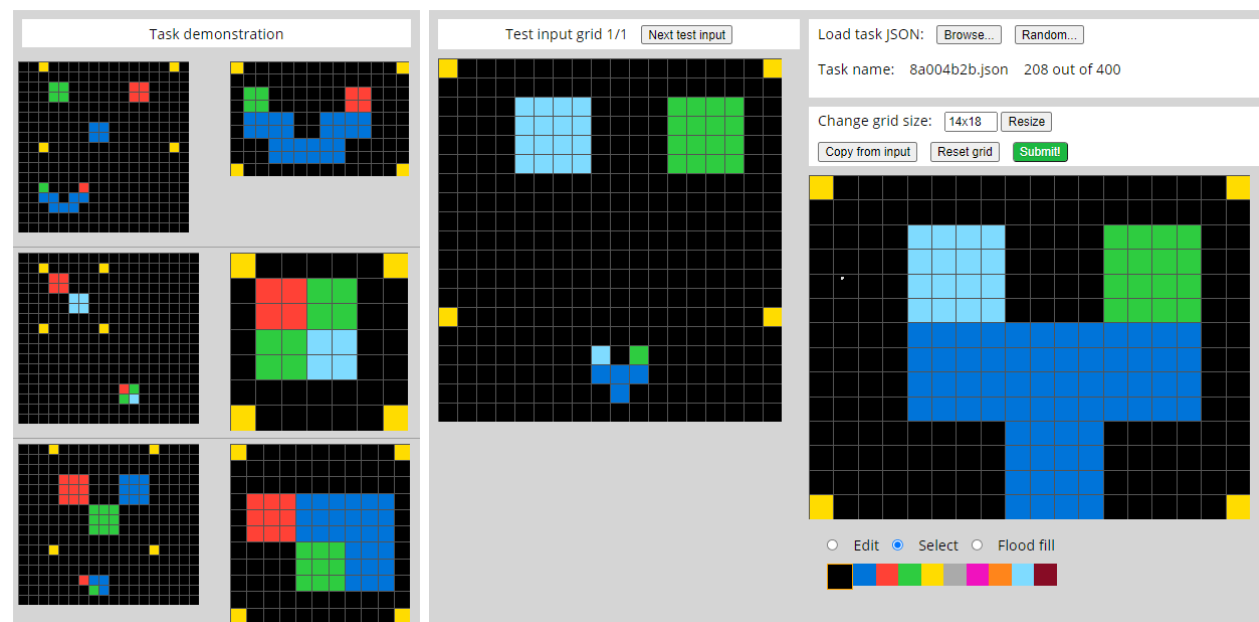 Task demonstration
Test input grid 1/1 Next test input
Load task JSON: Browse... Random...
Task name: 8a004b2b.json 208 out of 400
Change grid size: 14x18 Resize
Copy from input Reset grid Submit!
Edit Select Flood fill